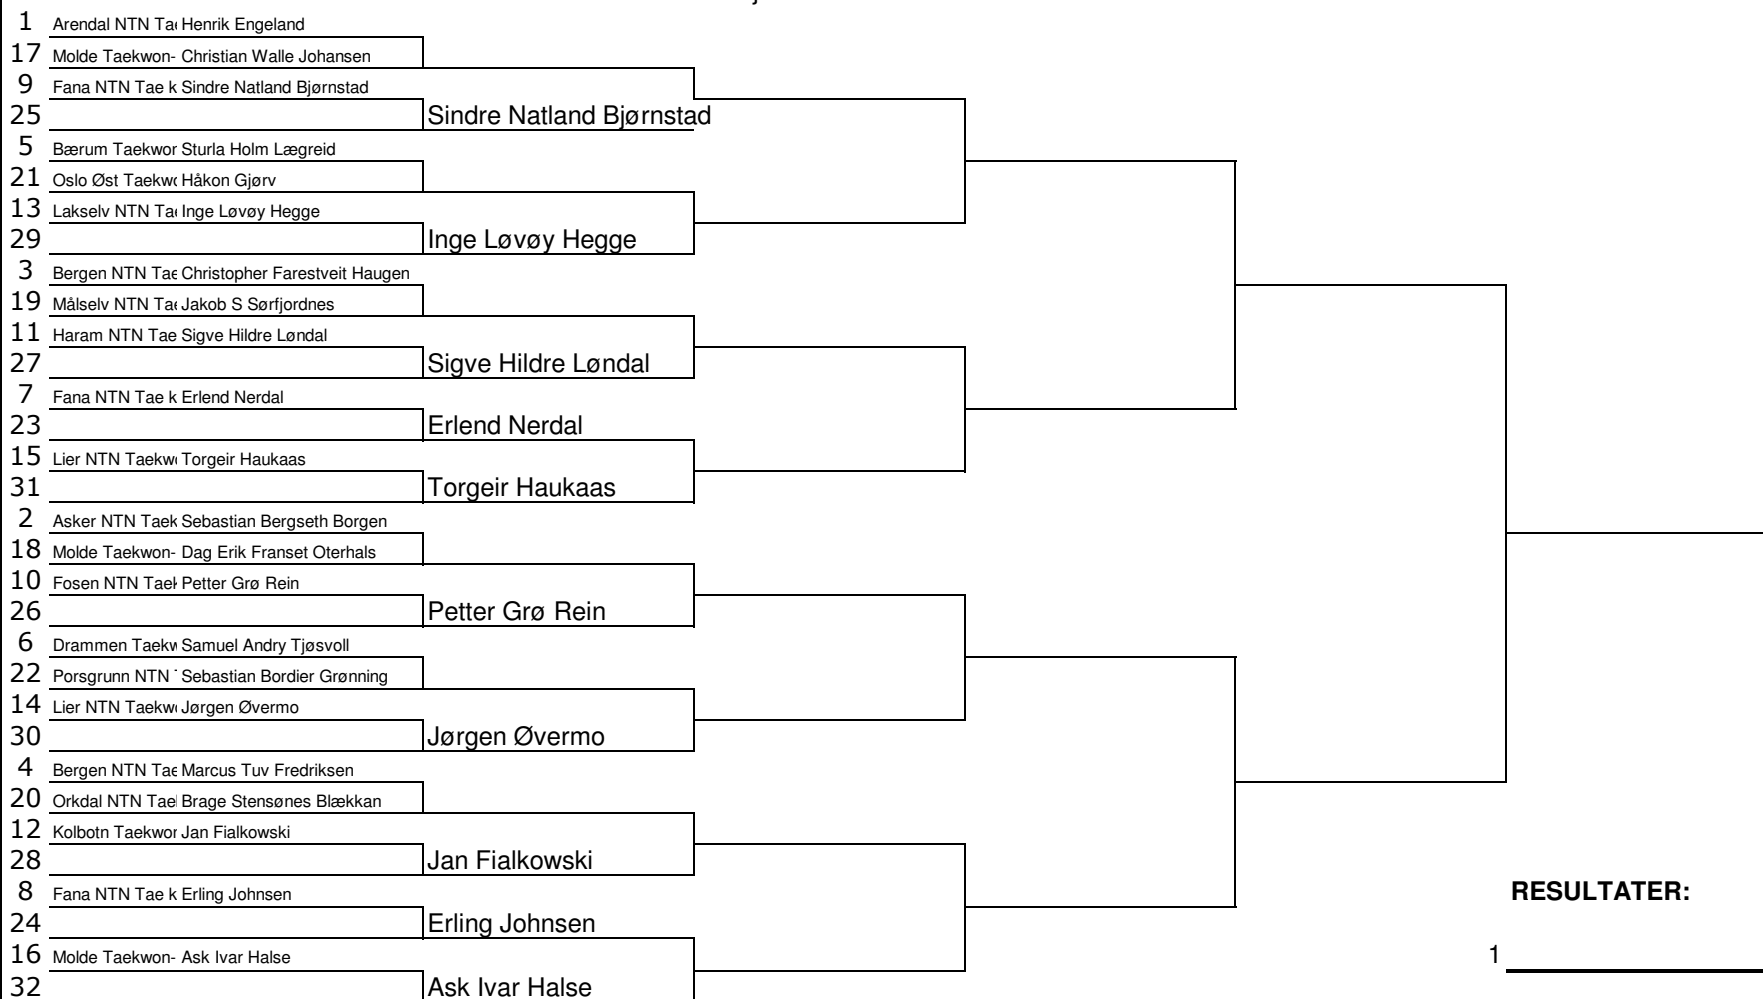 1 Arendal NTN Tae Henrik Engeland
17 Molde Taekwon- Christian Walle Johansen
9 Fana NTN Tae k Sindre Natland Bjørnstad
25 Sindre Natland Bjørnstad
5 Bærum Taekwor Sturla Holm Lægreid
21 Oslo Øst Taekwo Håkon Gjørv
13 Lakselv NTN Tae Inge Løvøy Hegge
29 Inge Løvøy Hegge
3 Bergen NTN Tae Christopher Farestveit Haugen
19 Målselv NTN Tae Jakob S Sørfjordnes
11 Haram NTN Tae Sigve Hildre Løndal
27 Sigve Hildre Løndal
7 Fana NTN Tae k Erlend Nerdal
23 Erlend Nerdal
15 Lier NTN Taekwo Torgeir Haukaas
31 Torgeir Haukaas
2 Asker NTN Taek Sebastian Bergseth Borgen
18 Molde Taekwon- Dag Erik Franset Oterhals
10 Fosen NTN Taek Petter Grø Rein
26 Petter Grø Rein
6 Drammen Taekw Samuel Andry Tjøsvoll
22 Porsgrunn NTN Sebastian Bordier Grønning
14 Lier NTN Taekwo Jørgen Øvermo
30 Jørgen Øvermo
4 Bergen NTN Tae Marcus Tuv Fredriksen
20 Orkdal NTN Tae Brage Stensønes Blækkan
12 Kolbotn Taekwor Jan Fialkowski
28 Jan Fialkowski
8 Fana NTN Tae k Erling Johnsen
RESULTATER:
24 Erling Johnsen
16 Molde Taekwon- Ask Ivar Halse
1
32 Ask Ivar Halse